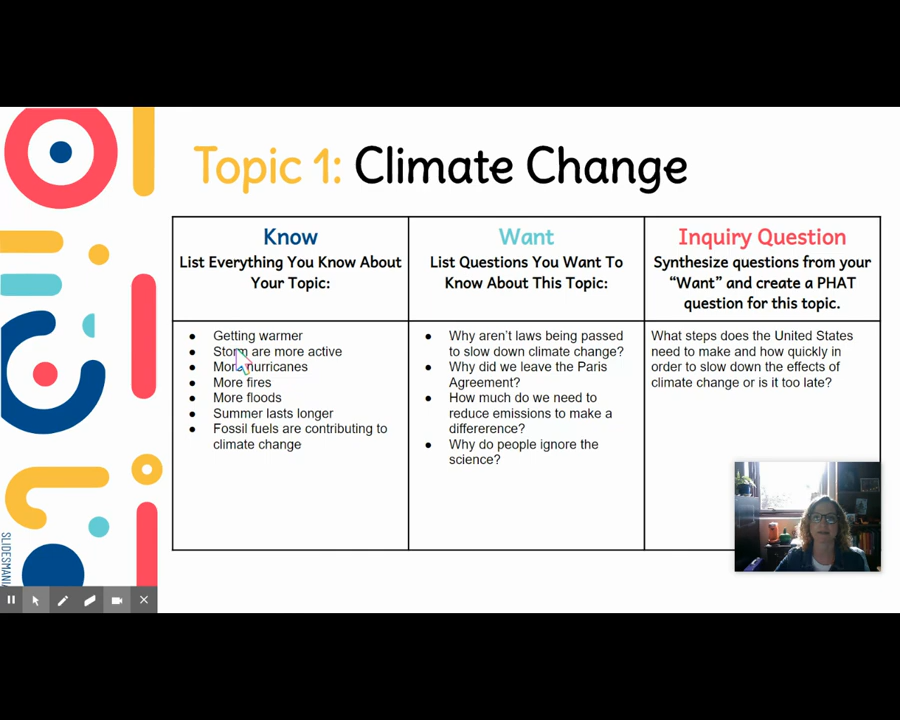 Topic 1: Climate Change
Know
List Everything You Know About
Your Topic:
Want
List Questions You Want To
Know About This Topic:
Inquiry Question
Synthesize questions from your
"Want" and create a PHAT
question for this topic.
● Getting warmer
● Storm are more active
● More hurricanes
● More fires
● More floods
● Summer lasts longer
● Fossil fuels are contributing to
climate change
● Why aren't laws being passed
to slow down climate change?
● Why did we leave the Paris
Agreement?
● How much do we need to
reduce emissions to make a
differerence?
● Why do people ignore the
science?
What steps does the United States
need to make and how quickly in
order to slow down the effects of
climate change or is it too late?